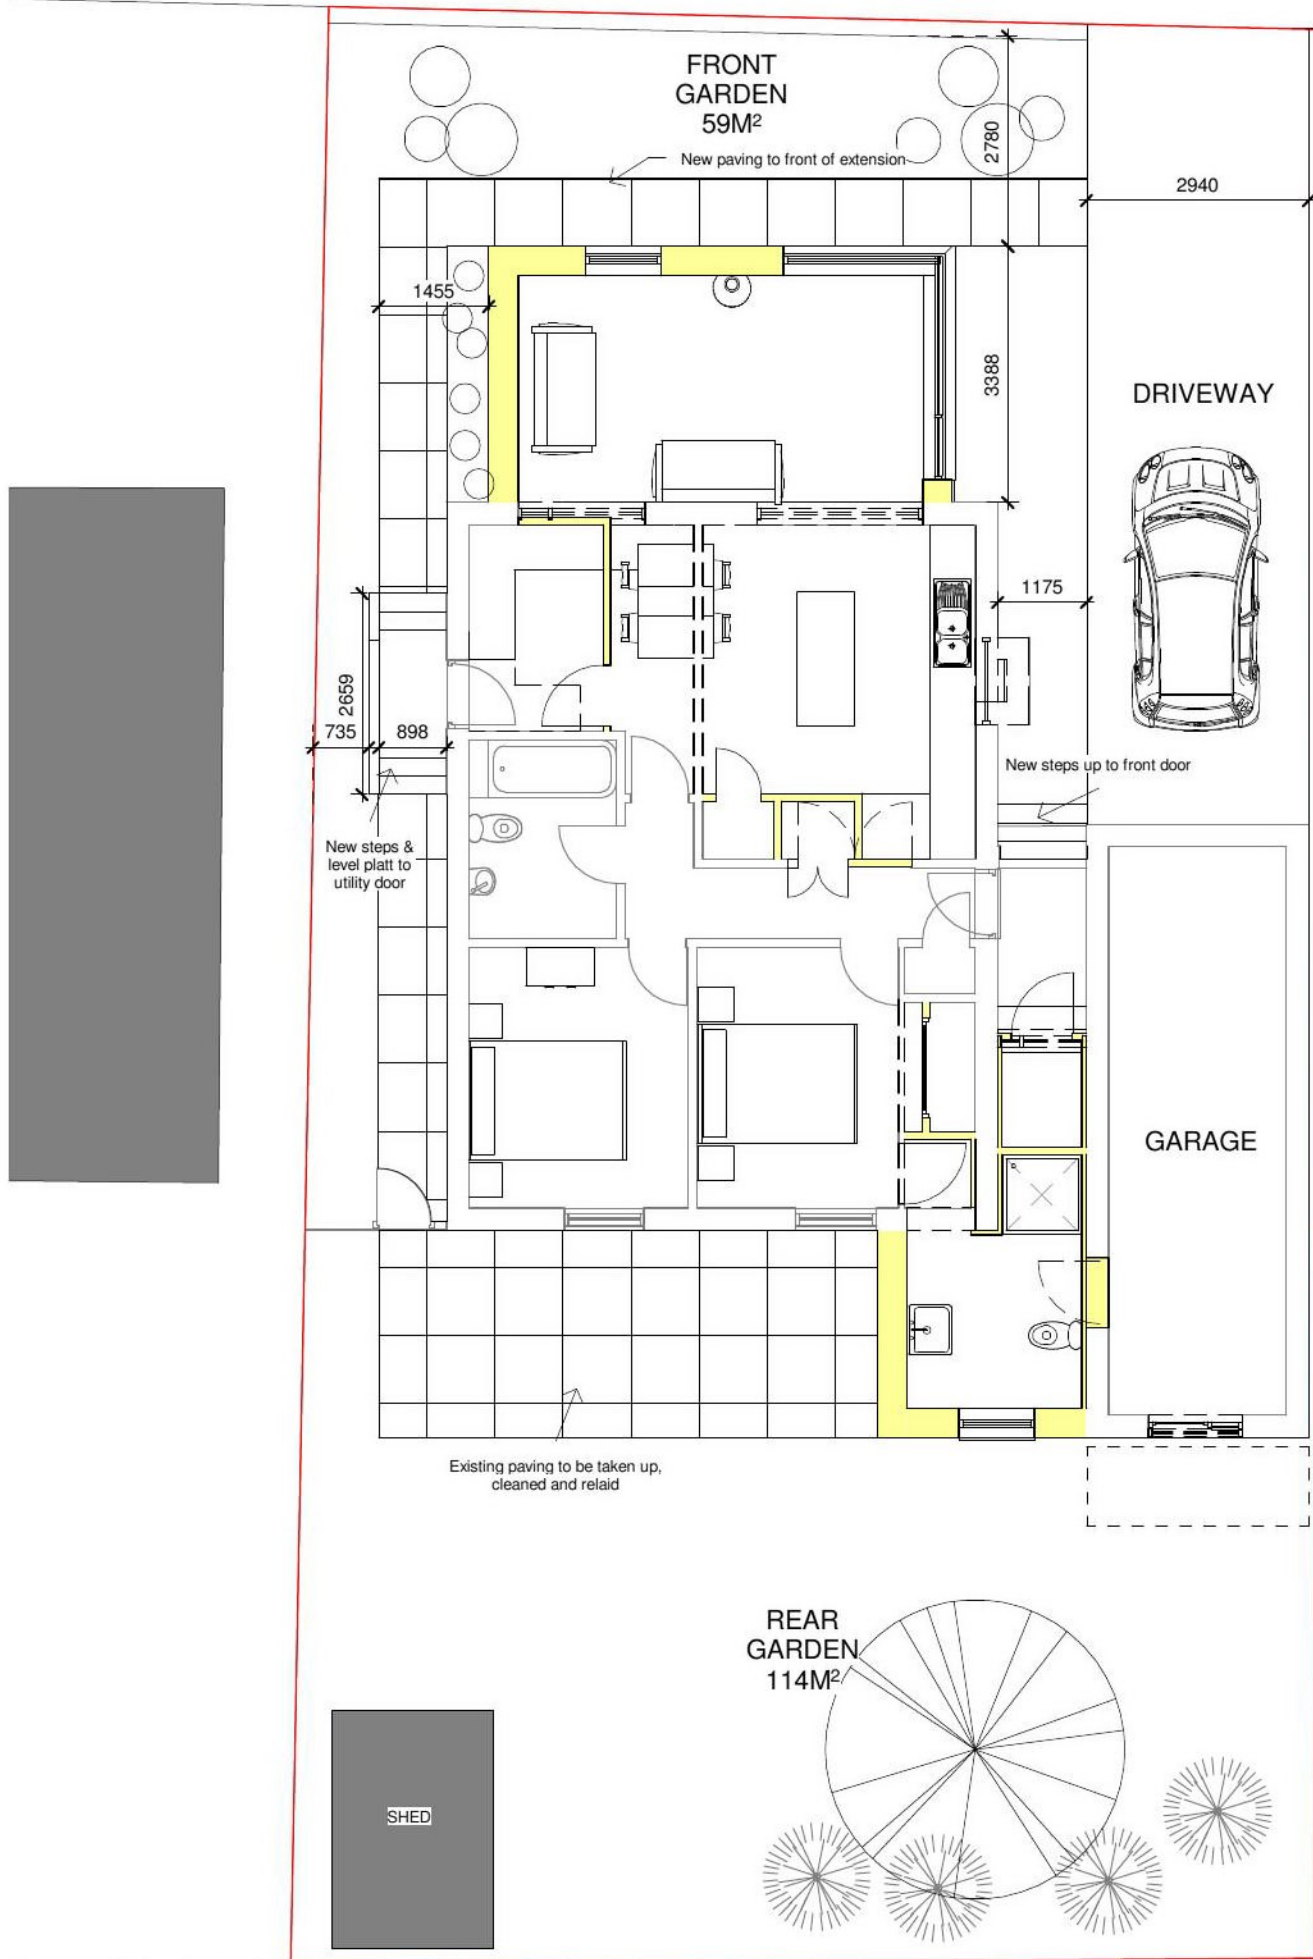 FRONT
GARDEN
59M²
New paving to front of extension
2780
2940
1455
3388
DRIVEWAY
1175
2659
735
898
New steps up to front door
New steps &
level platt to
utility door
GARAGE
Existing paving to be taken up,
cleaned and relaid
REAR
GARDEN
114M²
SHED